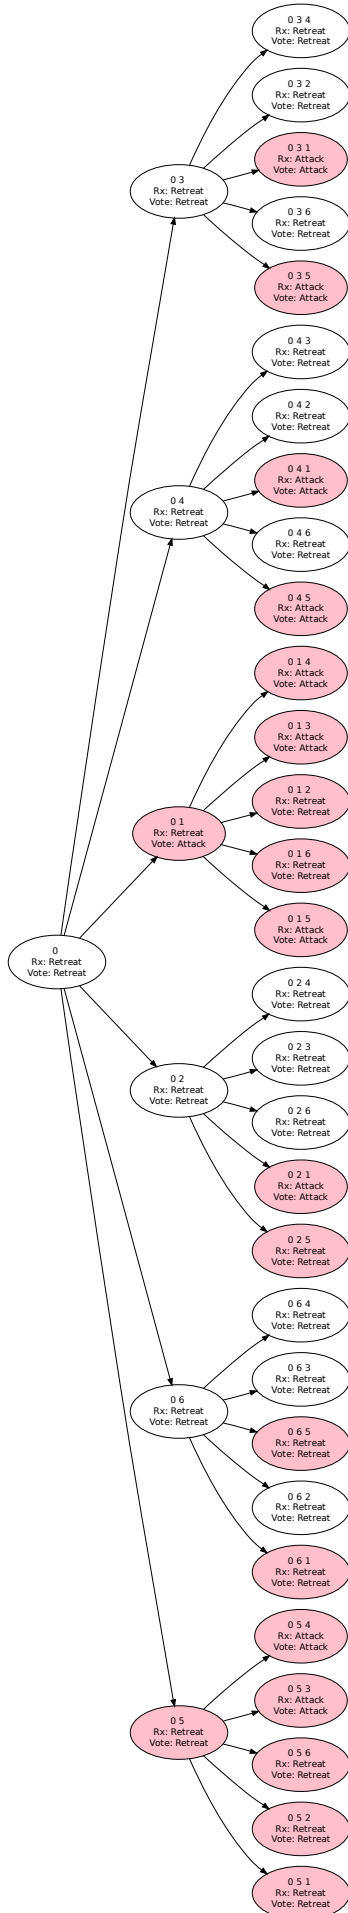 0 3 4
Rx: Retreat
Vote: Retreat
0 3 2
Rx: Retreat
Vote: Retreat
0 3 1
Rx: Attack
Vote: Attack
0 3
Rx: Retreat
Vote: Retreat
0 3 6
Rx: Retreat
Vote: Retreat
0 3 5
Rx: Attack
Vote: Attack
0 4 3
Rx: Retreat
Vote: Retreat
0 4 2
Rx: Retreat
Vote: Retreat
0 4 1
Rx: Attack
Vote: Attack
0 4
Rx: Retreat
Vote: Retreat
0 4 6
Rx: Retreat
Vote: Retreat
0 4 5
Rx: Attack
Vote: Attack
0 1 4
Rx: Attack
Vote: Attack
0 1 3
Rx: Attack
Vote: Attack
0 1 2
Rx: Attack
Vote: Attack
0 1
Rx: Retreat
Vote: Attack
0 1 6
Rx: Retreat
Vote: Retreat
0 1 5
Rx: Attack
Vote: Attack
0
Rx: Retreat
Vote: Retreat
0 2 4
Rx: Retreat
Vote: Retreat
0 2 3
Rx: Retreat
Vote: Retreat
0 2
Rx: Retreat
Vote: Retreat
0 2 6
Rx: Retreat
Vote: Retreat
0 2 1
Rx: Attack
Vote: Attack
0 2 5
Rx: Retreat
Vote: Retreat
0 6 4
Rx: Retreat
Vote: Retreat
0 6 3
Rx: Retreat
Vote: Retreat
0 6
Rx: Retreat
Vote: Retreat
0 6 5
Rx: Retreat
Vote: Retreat
0 6 2
Rx: Retreat
Vote: Retreat
0 6 1
Rx: Retreat
Vote: Retreat
0 5 4
Rx: Attack
Vote: Attack
0 5 3
Rx: Attack
Vote: Attack
0 5
Rx: Retreat
Vote: Retreat
0 5 6
Rx: Retreat
Vote: Retreat
0 5 2
Rx: Retreat
Vote: Retreat
0 5 1
Rx: Retreat
Vote: Retreat